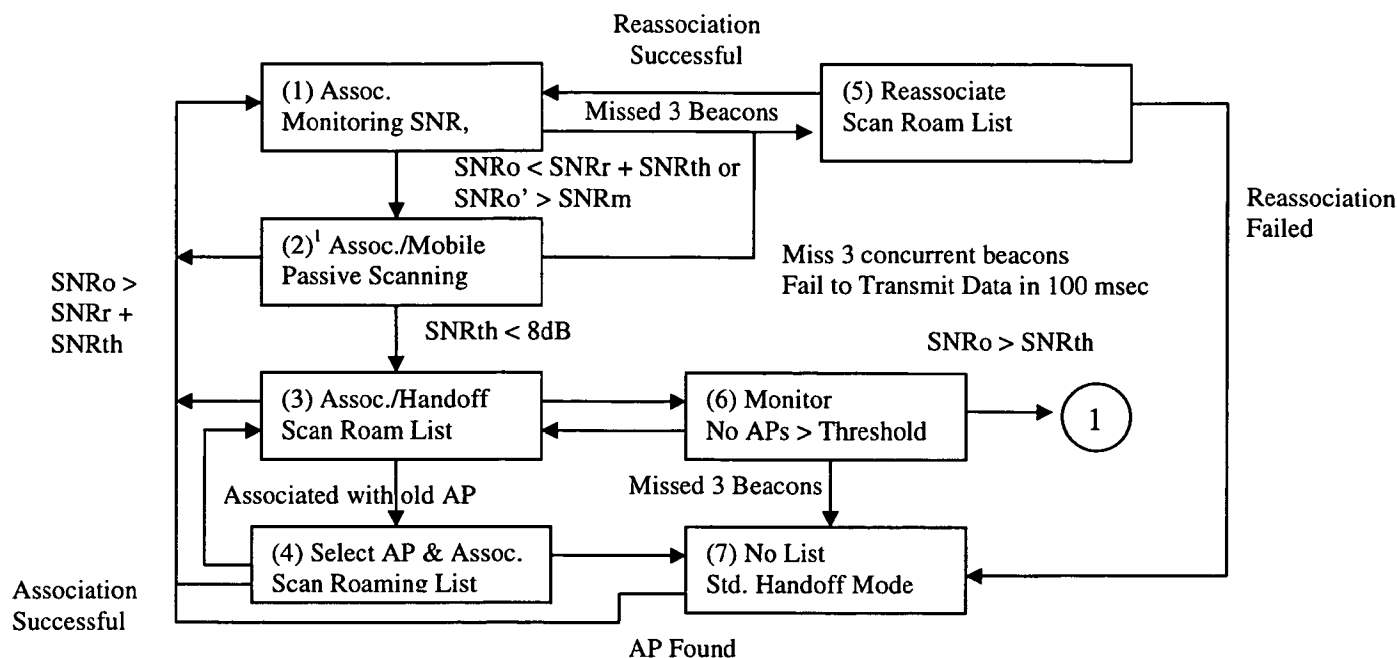 Reassociation
Successful
(1) Assoc.
Monitoring SNR,
Missed 3 Beacons
(5) Reassociate
Scan Roam List
SNRo < SNRr + SNRth or
SNRo’ > SNRm
Reassociation
Failed
(2)¹ Assoc./Mobile
Passive Scanning
Miss 3 concurrent beacons
Fail to Transmit Data in 100 msec
SNRo >
SNRr +
SNRth
SNRth < 8dB
SNRo > SNRth
(3) Assoc./Handoff
Scan Roam List
(6) Monitor
No APs > Threshold
1
Associated with old AP
Missed 3 Beacons
(4) Select AP & Assoc.
Scan Roaming List
(7) No List
Std. Handoff Mode
Association
Successful
AP Found